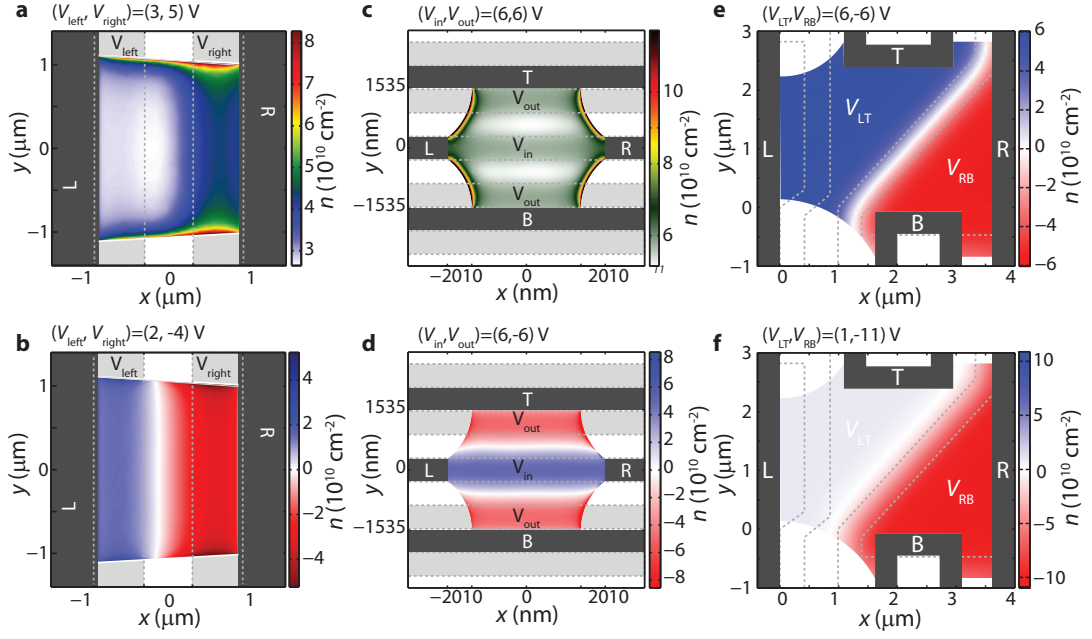 a
(V_left, V_right)=(3, 5) V
V_left
V_right
L
R
1
0
−1
y (μm)
−1
0
1
x (μm)
8
7
6
5
4
3
n (10^10 cm^-2)
c
(V_in, V_out)=(6,6) V
T
V_out
V_in
V_out
L
R
B
1535
0
−1535
y (nm)
−2010
0
2010
x (nm)
10
8
6
n (10^10 cm^-2)
e
(V_LT, V_RB)=(6,-6) V
T
L
V_LT
V_RB
R
B
3
2
1
0
−1
y (μm)
0
1
2
3
4
x (μm)
6
4
2
0
−2
−4
−6
n (10^10 cm^-2)
b
(V_left, V_right)=(2, -4) V
V_left
V_right
L
R
1
0
−1
y (μm)
−1
0
1
x (μm)
4
2
0
−2
−4
n (10^10 cm^-2)
d
(V_in,V_out)=(6,-6) V
T
V_out
V_in
V_out
L
R
B
1535
0
−1535
y (nm)
−2010
0
2010
x (nm)
8
6
4
2
0
−2
−4
−6
−8
n (10^10 cm^-2)
f
(V_LT,V_RB)=(1,-11) V
T
L
V_LT
V_RB
R
B
3
2
1
0
−1
y (μm)
0
1
2
3
4
x (μm)
10
5
0
−5
−10
n (10^10 cm^-2)